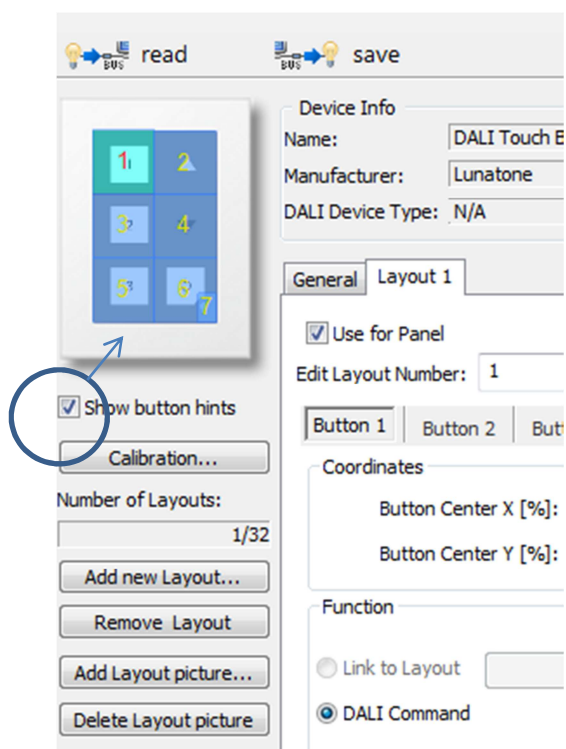 BUS read
BUS save
1 2
3 4
5 6 7
Show button hints
Calibration...
Number of Layouts:
1/32
Add new Layout...
Remove Layout
Add Layout picture...
Delete Layout picture
Device Info
Name: DALI Touch
Manufacturer: Lunatone
DALI Device Type: N/A
General Layout 1
Use for Panel
Edit Layout Number: 1
Button 1 Button 2 But
Coordinates
Button Center X [%]:
Button Center Y [%]:
Function
Link to Layout
DALI Command